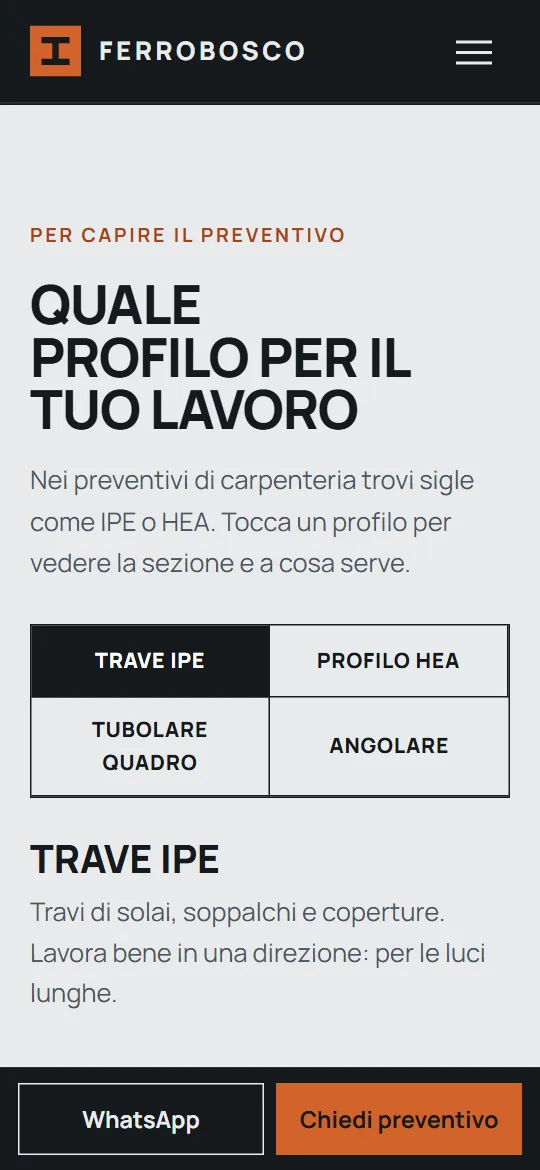 FERROBOSCO
PER CAPIRE IL PREVENTIVO
QUALE
PROFILO PER IL
TUO LAVORO
Nei preventivi di carpenteria trovi sigle
come IPE o HEA. Tocca un profilo per
vedere la sezione e a cosa serve.
TRAVE IPE
PROFILO HEA
TUBOLARE
QUADRO
ANGOLARE
TRAVE IPE
Travi di solai, soppalchi e coperture.
Lavora bene in una direzione: per le luci
lunghe.
WhatsApp
Chiedi preventivo